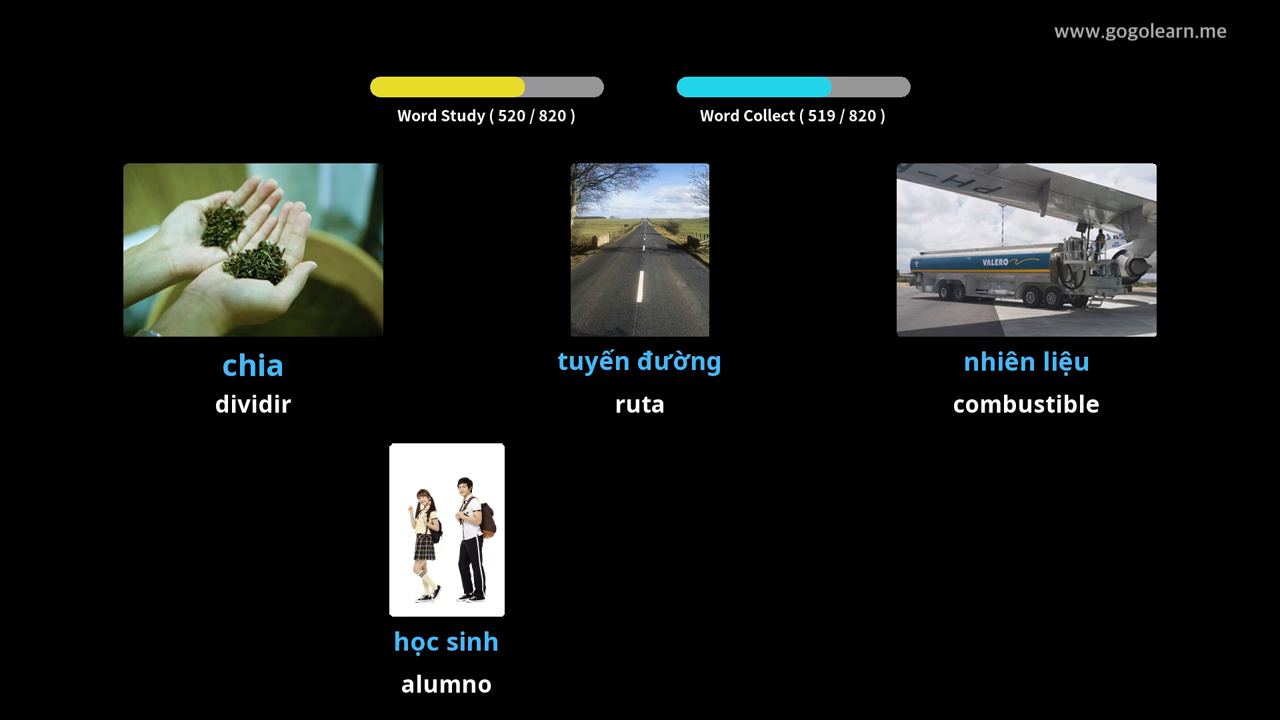 www.gogolearn.me
Word Study ( 520 / 820 )
Word Collect ( 519 / 820 )
PH-
VALERO
chia
dividir
tuyến đường
ruta
nhiên liệu
combustible
học sinh
alumno